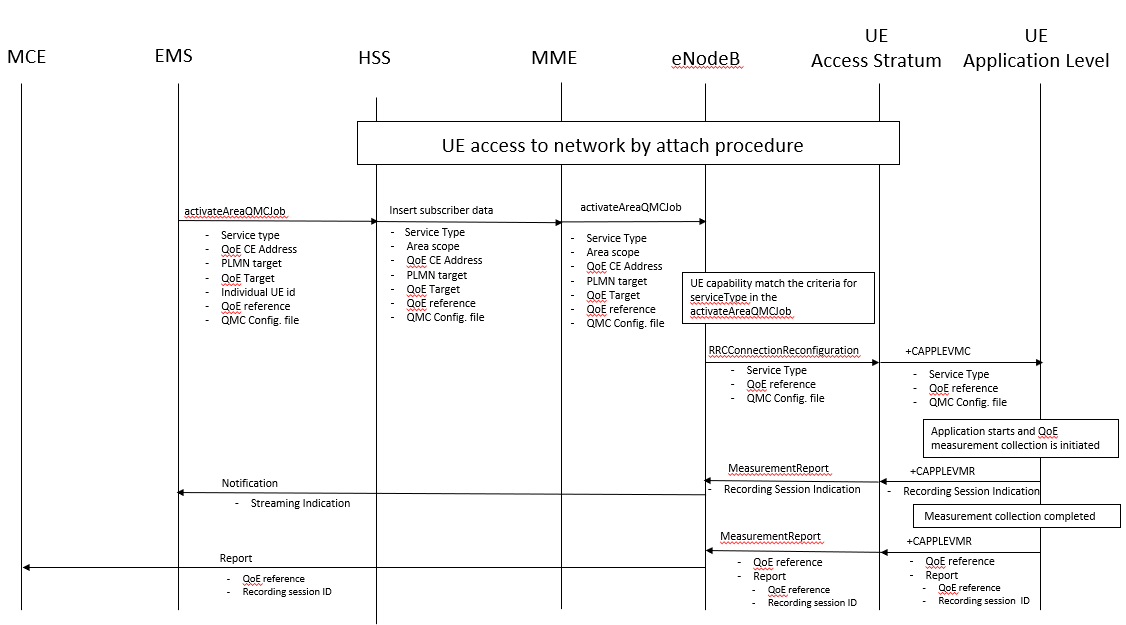 MCE
EMS
HSS
MME
eNodeB
UE
Access Stratum
UE
Application Level
UE access to network by attach procedure
activateAreaQMCJob
- Service type
- QoE CE Address
- PLMN target
- QoE Target
- Individual UE id
- QoE reference
- QMC Config. file
Insert subscriber data
- Service Type
- Area scope
- QoE CE Address
- PLMN target
- QoE Target
- QoE reference
- QMC Config. file
activateAreaQMCJob
- Service Type
- Area scope
- QoE CE Address
- PLMN target
- QoE Target
- QoE reference
- QMC Config. file
UE capability match the criteria for
serviceType in the
activateAreaQMCJob
RRCConnectionReconfiguration
- Service Type
- QoE reference
- QMC Config. file
+CAPPLEVMC
- Service Type
- QoE reference
- QMC Config. file
Application starts and QoE
measurement collection is initiated
+CAPPLEVMR
- Recording Session Indication
MeasurementReport
- Recording Session Indication
Notification
- Streaming Indication
Measurement collection completed
+CAPPLEVMR
- QoE reference
- Report
- QoE reference
- Recording session ID
MeasurementReport
- QoE reference
- Report
- QoE reference
- Recording session ID
Report
- QoE reference
- Recording session ID